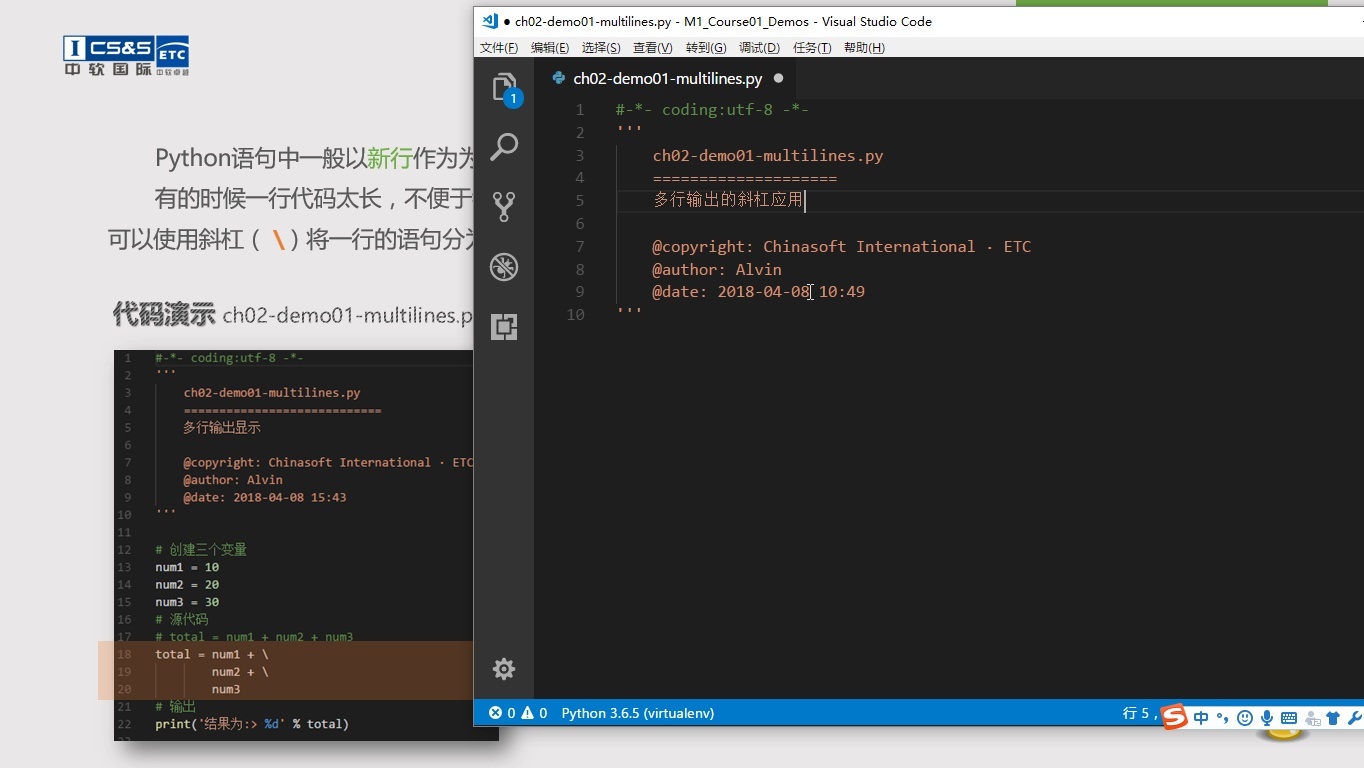 I CS&S ETC
中软国际 中软卓越
Python语句中一般以新行作为为
有的时候一行代码太长，不便于
可以使用斜杠（ \）将一行的语句分为
代码演示 ch02-demo01-multilines.p
1 #-*- coding:utf-8 -*-
2 '''
3 ch02-demo01-multilines.py
4 ===========================
5 多行输出显示
6
7 @copyright: Chinasoft International · ETC
8 @author: Alvin
9 @date: 2018-04-08 15:43
10 '''
11
12 # 创建三个变量
13 num1 = 10
14 num2 = 20
15 num3 = 30
16 # 源代码
17 # total = num1 + num2 + num3
18 total = num1 + \
19 num2 + \
20 num3
21 # 输出
22 print('结果为:> %d' % total)
● ch02-demo01-multilines.py - M1_Course01_Demos - Visual Studio Code
文件(F) 编辑(E) 选择(S) 查看(V) 转到(G) 调试(D) 任务(T) 帮助(H)
1
ch02-demo01-multilines.py ●
1 #-*- coding:utf-8 -*-
2 '''
3 ch02-demo01-multilines.py
4 ====================
5 多行输出的斜杠应用
6
7 @copyright: Chinasoft International · ETC
8 @author: Alvin
9 @date: 2018-04-08 10:49
10 '''
0 0 Python 3.6.5 (virtualenv) 行 5，
S 中